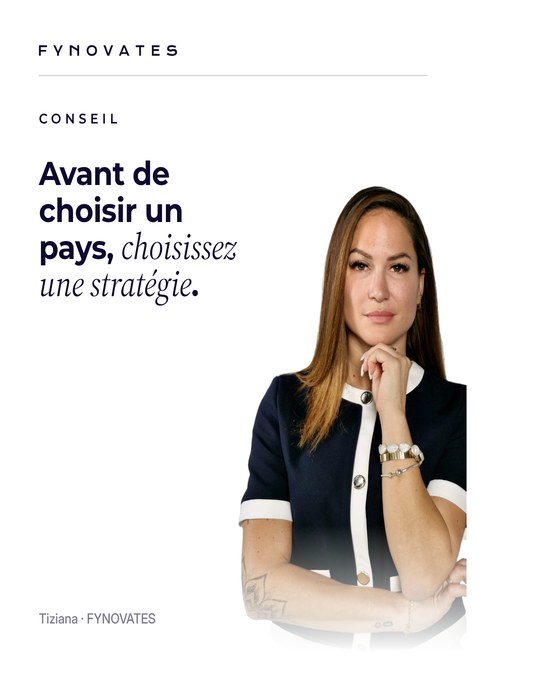 FYNOVATES
CONSEIL
Avant de
choisir un
pays, choisissez
une stratégie.
Tiziana · FYNOVATES